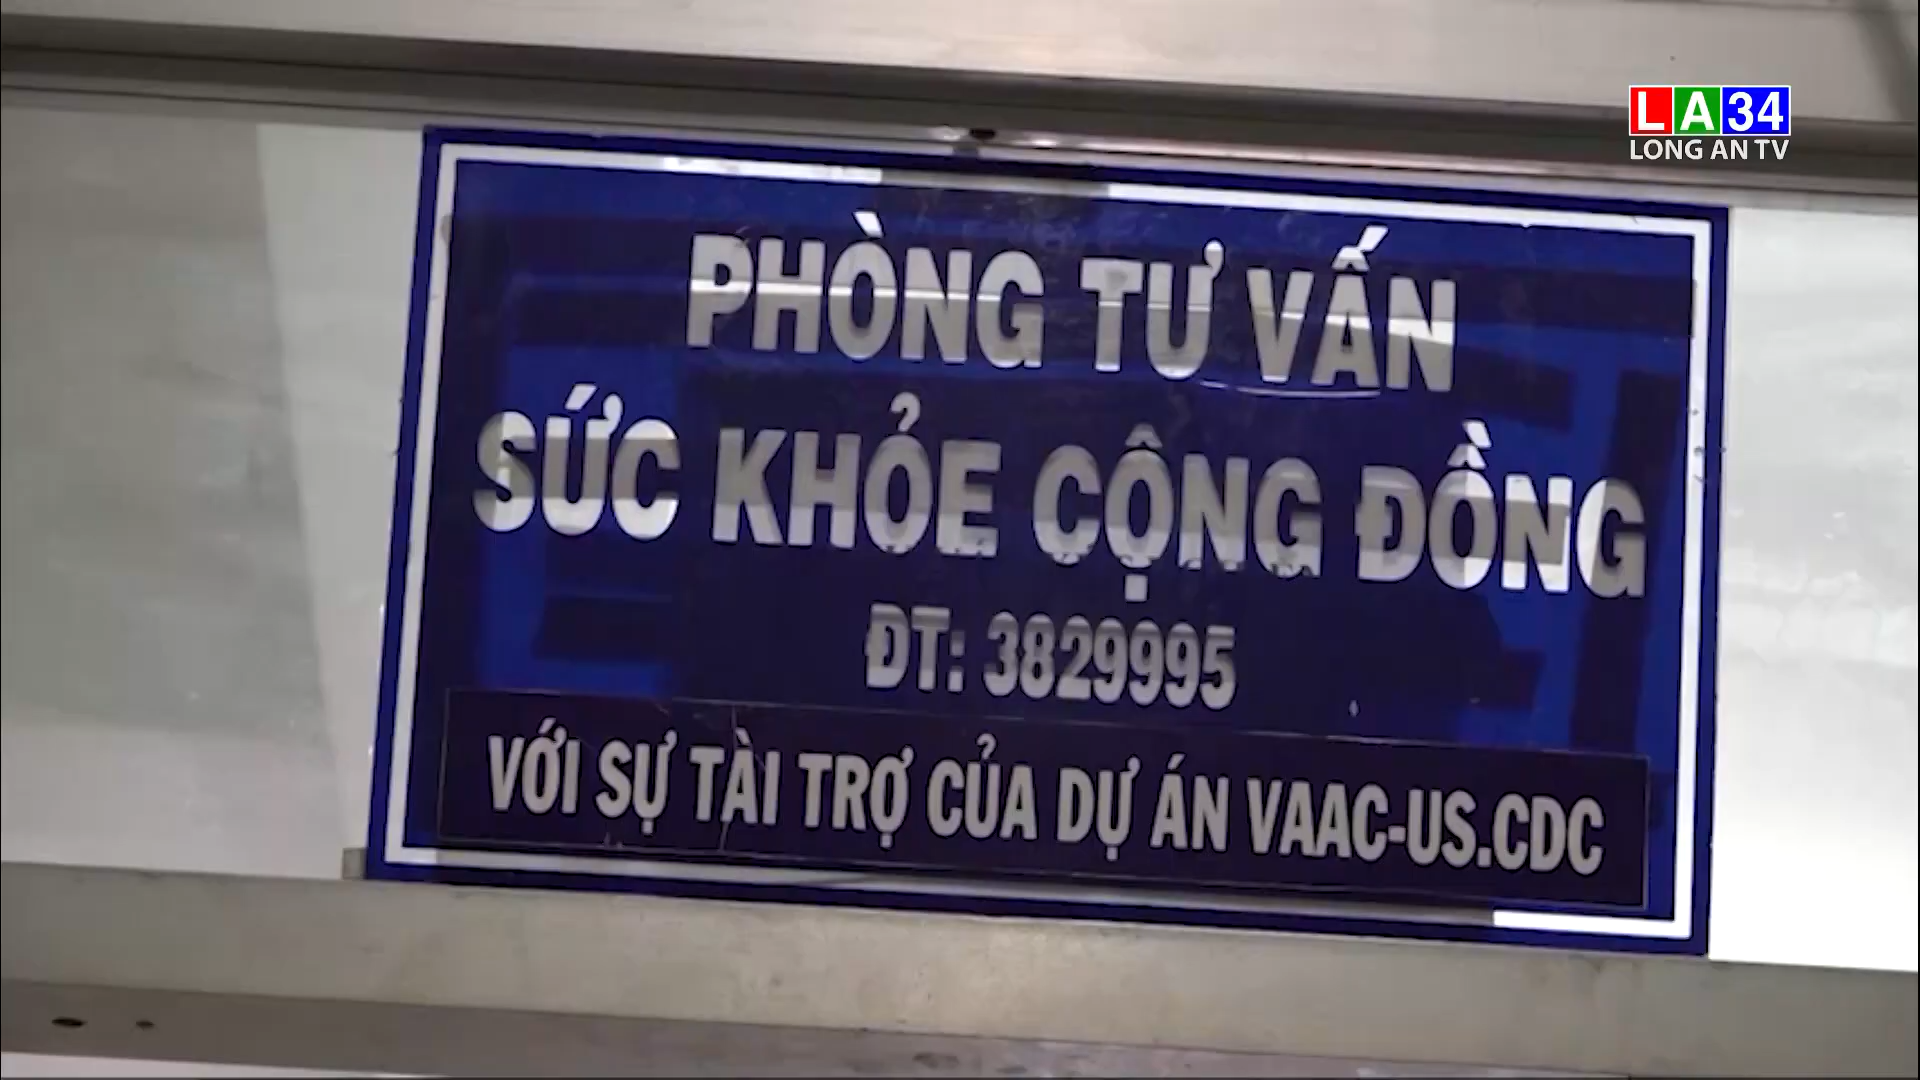 LA34
LONG AN TV
PHÒNG TƯ VẤN
SỨC KHỎE CỘNG ĐỒNG
ĐT: 3829995
VỚI SỰ TÀI TRỢ CỦA DỰ ÁN VAAC-US.CDC